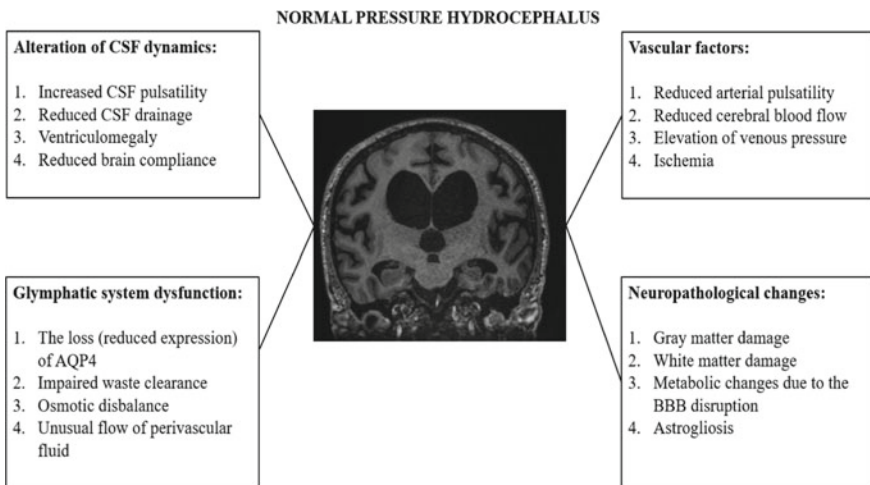 NORMAL PRESSURE HYDROCEPHALUS
Alteration of CSF dynamics:
1. Increased CSF pulsatility
2. Reduced CSF drainage
3. Ventriculomegaly
4. Reduced brain compliance
Vascular factors:
1. Reduced arterial pulsatility
2. Reduced cerebral blood flow
3. Elevation of venous pressure
4. Ischemia
Glymphatic system dysfunction:
1. The loss (reduced expression)
of AQP4
2. Impaired waste clearance
3. Osmotic disbalance
4. Unusual flow of perivascular
fluid
Neuropathological changes:
1. Gray matter damage
2. White matter damage
3. Metabolic changes due to the
BBB disruption
4. Astrogliosis